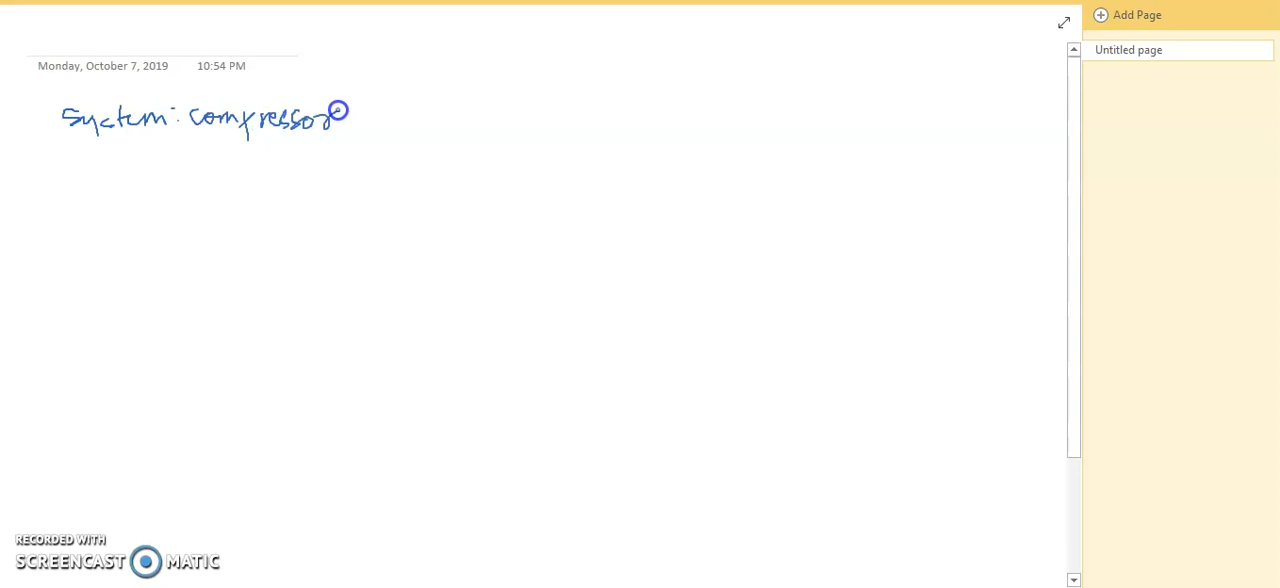 Add Page
Untitled page
Monday, October 7, 2019 10:54 PM
System: compressor
RECORDED WITH
SCREENCAST MATIC